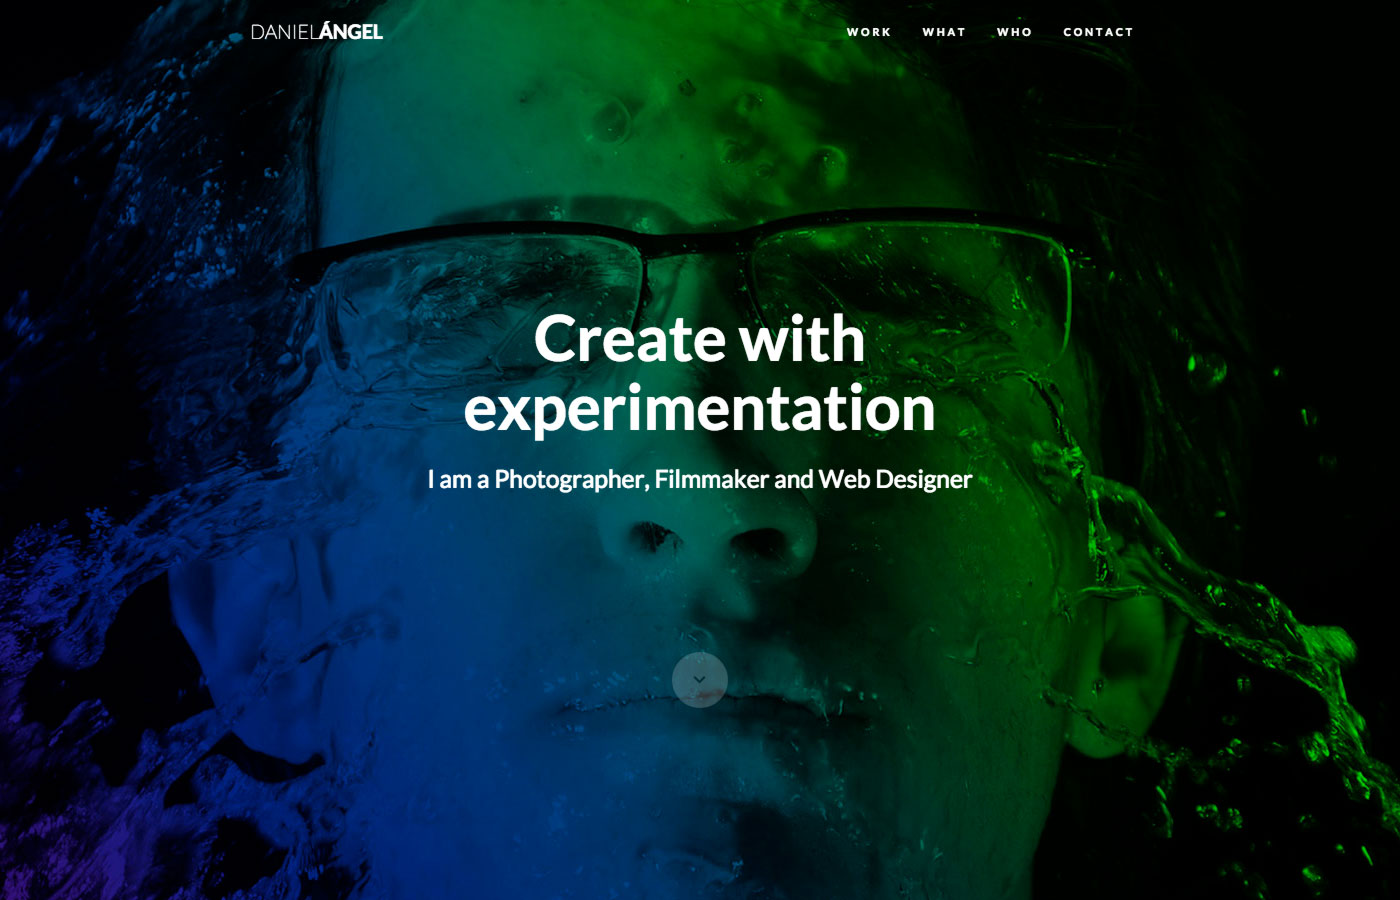 DANIELÁNGEL
WORK WHAT WHO CONTACT
Create with
experimentation
I am a Photographer, Filmmaker and Web Designer